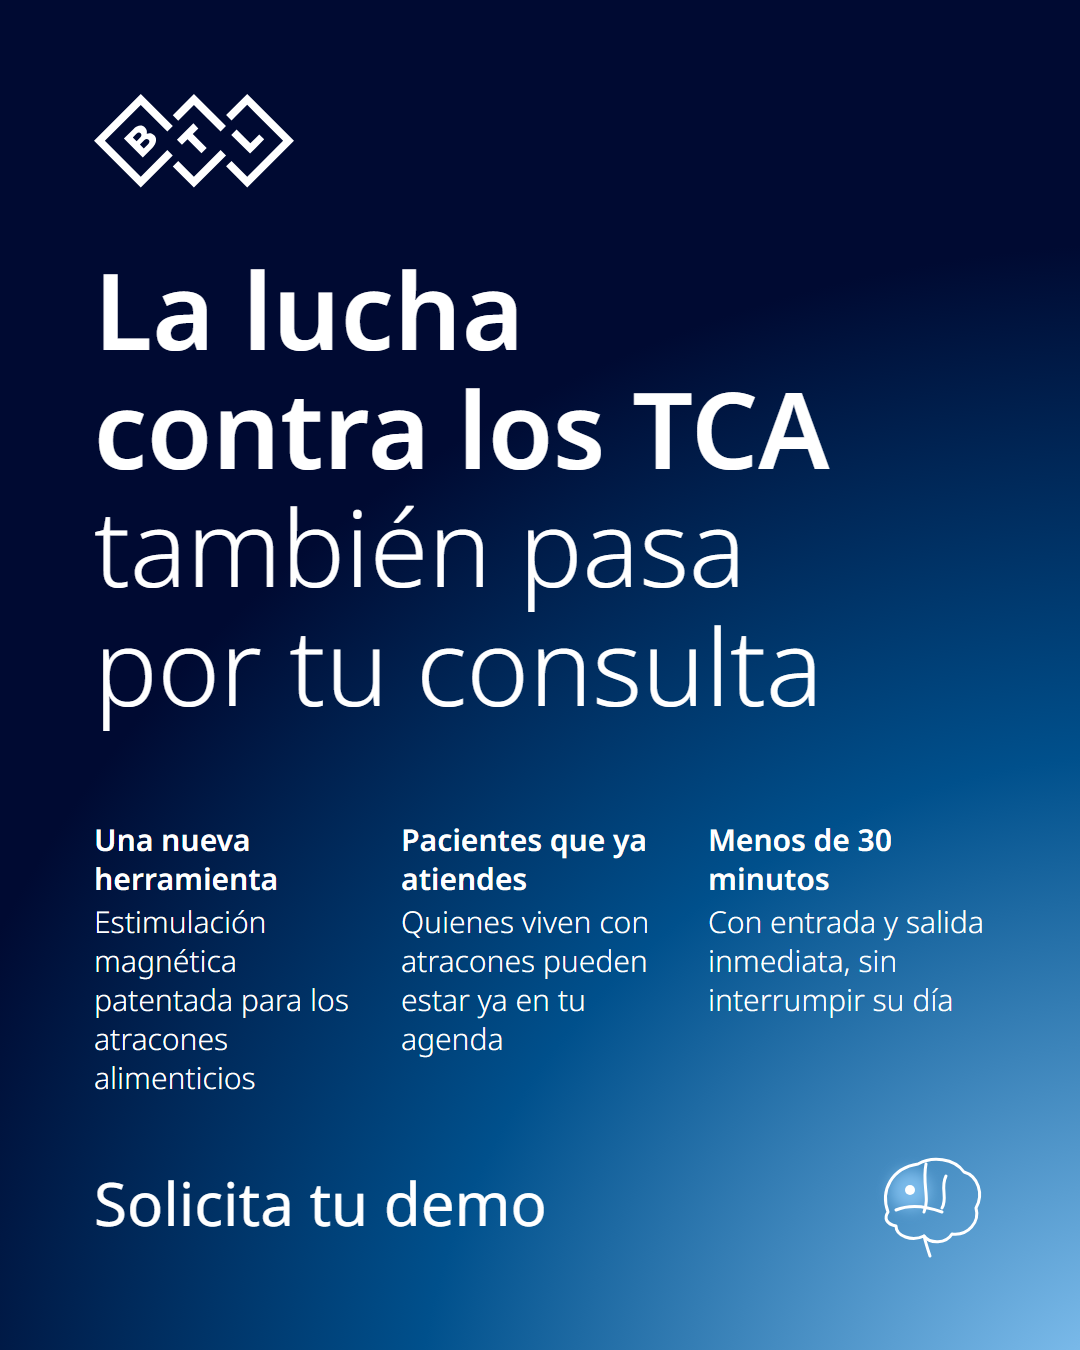 BTL
La lucha
contra los TCA
también pasa
por tu consulta
Una nueva
herramienta
Estimulación
magnética
patentada para los
atracones
alimenticios
Pacientes que ya
atiendes
Quienes viven con
atracones pueden
estar ya en tu
agenda
Menos de 30
minutos
Con entrada y salida
inmediata, sin
interrumpir su día
Solicita tu demo